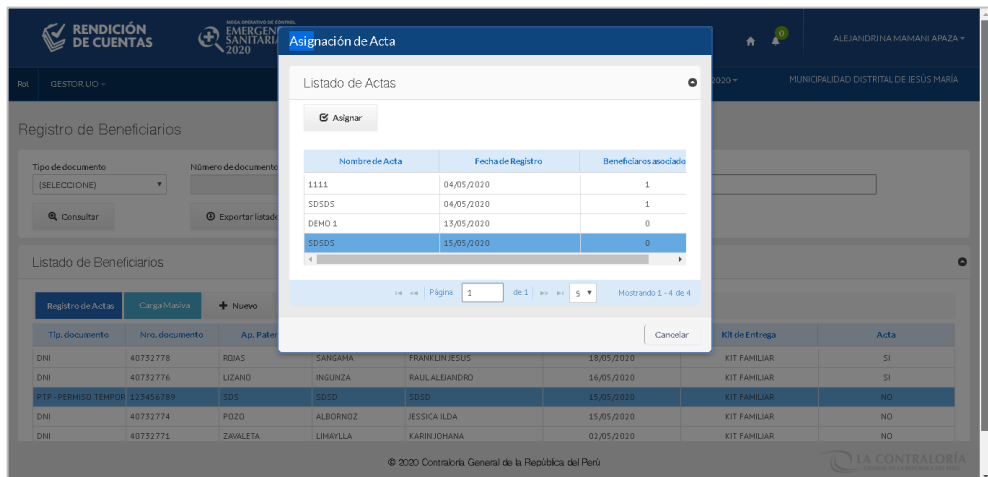 RENDICIÓN
DE CUENTAS
MEGA OPERATIVO DE CONTROL
EMERGEN
SANITARIA
2020
Asignación de Acta
0
ALEJANDRINA MAMANI APAZA
Rol
GESTOR UO
2020
MUNICIPALIDAD DISTRITAL DE JESÚS MARÍA
Listado de Actas
Asignar
Registro de Beneficiarios
Nombre de Acta Fecha de Registro Beneficiaros asociado
Tipo de documento Número de documento
(SELECCIONE)
1111 04/05/2020 1
SDSDS 04/05/2020 1
DEMO 1 13/05/2020 0
SDSDS 15/05/2020 0
Consultar Exportar listado
Listado de Beneficiarios
Página 1 de 1 5 Mostrando 1 - 4 de 4
Registro de Actas Carga Masiva Nuevo
Cancelar
Tip. documento Nro. documento Ap. Pater Kit de Entrega Acta
DNI 40732778 ROJAS SANGAMA FRANKLIN JESUS 18/05/2020 KIT FAMILIAR SI
DNI 40732776 LIZANO INGUNZA RAUL ALEJANDRO 16/05/2020 KIT FAMILIAR SI
PTP - PERMISO TEMPOR 123456789 SDS SDSD SDSD 15/05/2020 KIT FAMILIAR NO
DNI 40732774 POZO ALBORNOZ JESSICA ILDA 15/05/2020 KIT FAMILIAR NO
DNI 40732771 ZAVALETA LIMAYLLA KARIN JOHANA 02/05/2020 KIT FAMILIAR NO
© 2020 Contraloría General de la República del Perú
LA CONTRALORÍA